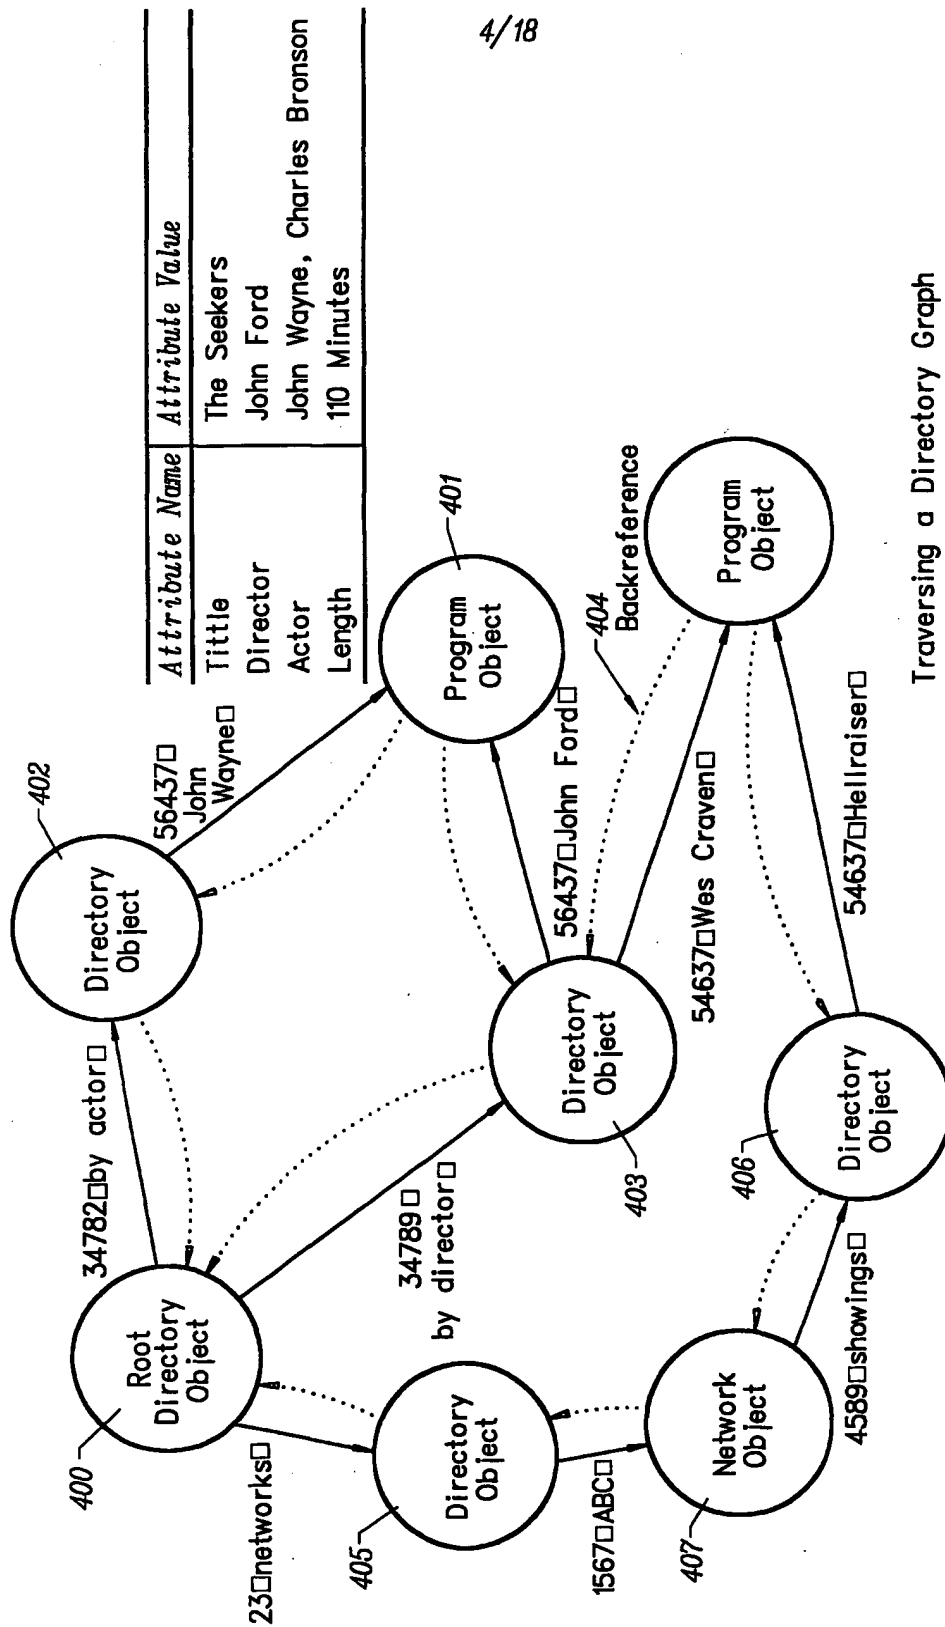 4/18
Attribute Name Attribute Value
Tittle The Seekers
Director John Ford
Actor John Wayne, Charles Bronson
Length 110 Minutes
402
Directory
Object
56437□
John
Wayne□
34782□by actor□
400
Root
Directory
Object
401
Program
Object
23□networks□
34789□
by director□
403
Directory
Object
56437□John Ford□
404
Backreference
405
Directory
Object
54637□Wes Craven□
Program
Object
1567□ABC□
407
Network
Object
406
Directory
Object
4589□showings□
54637□Hellraiser□
Traversing a Directory Graph